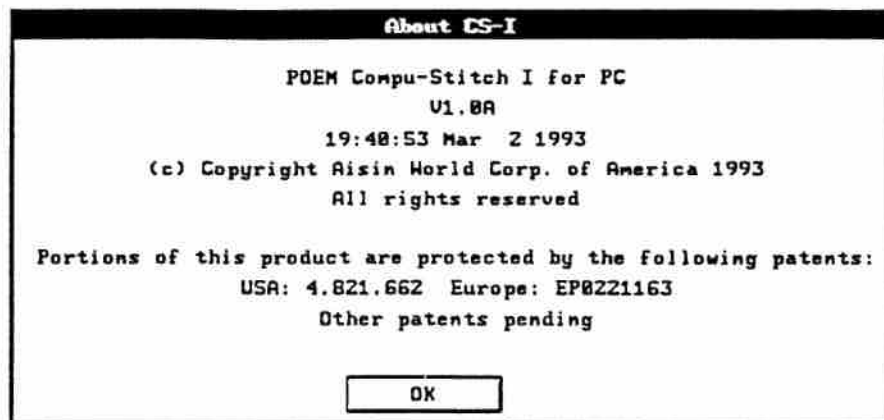 About CS-I
POEM Compu-Stitch I for PC
V1.0A
19:40:53 Mar 2 1993
(c) Copyright Aisin World Corp. of America 1993
All rights reserved
Portions of this product are protected by the following patents:
USA: 4.821.662 Europe: EP0221163
Other patents pending
OK